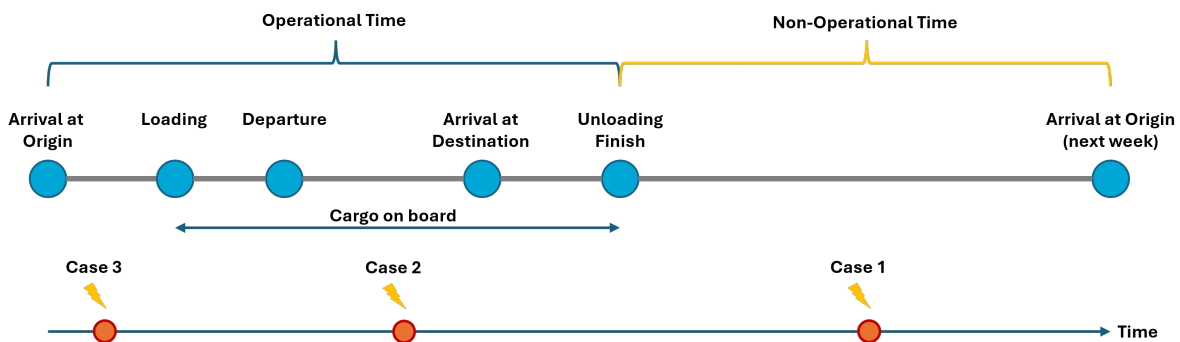 Operational Time
Non-Operational Time
Arrival at
Origin
Loading
Departure
Arrival at
Destination
Unloading
Finish
Arrival at Origin
(next week)
Cargo on board
Case 3
Case 2
Case 1
Time